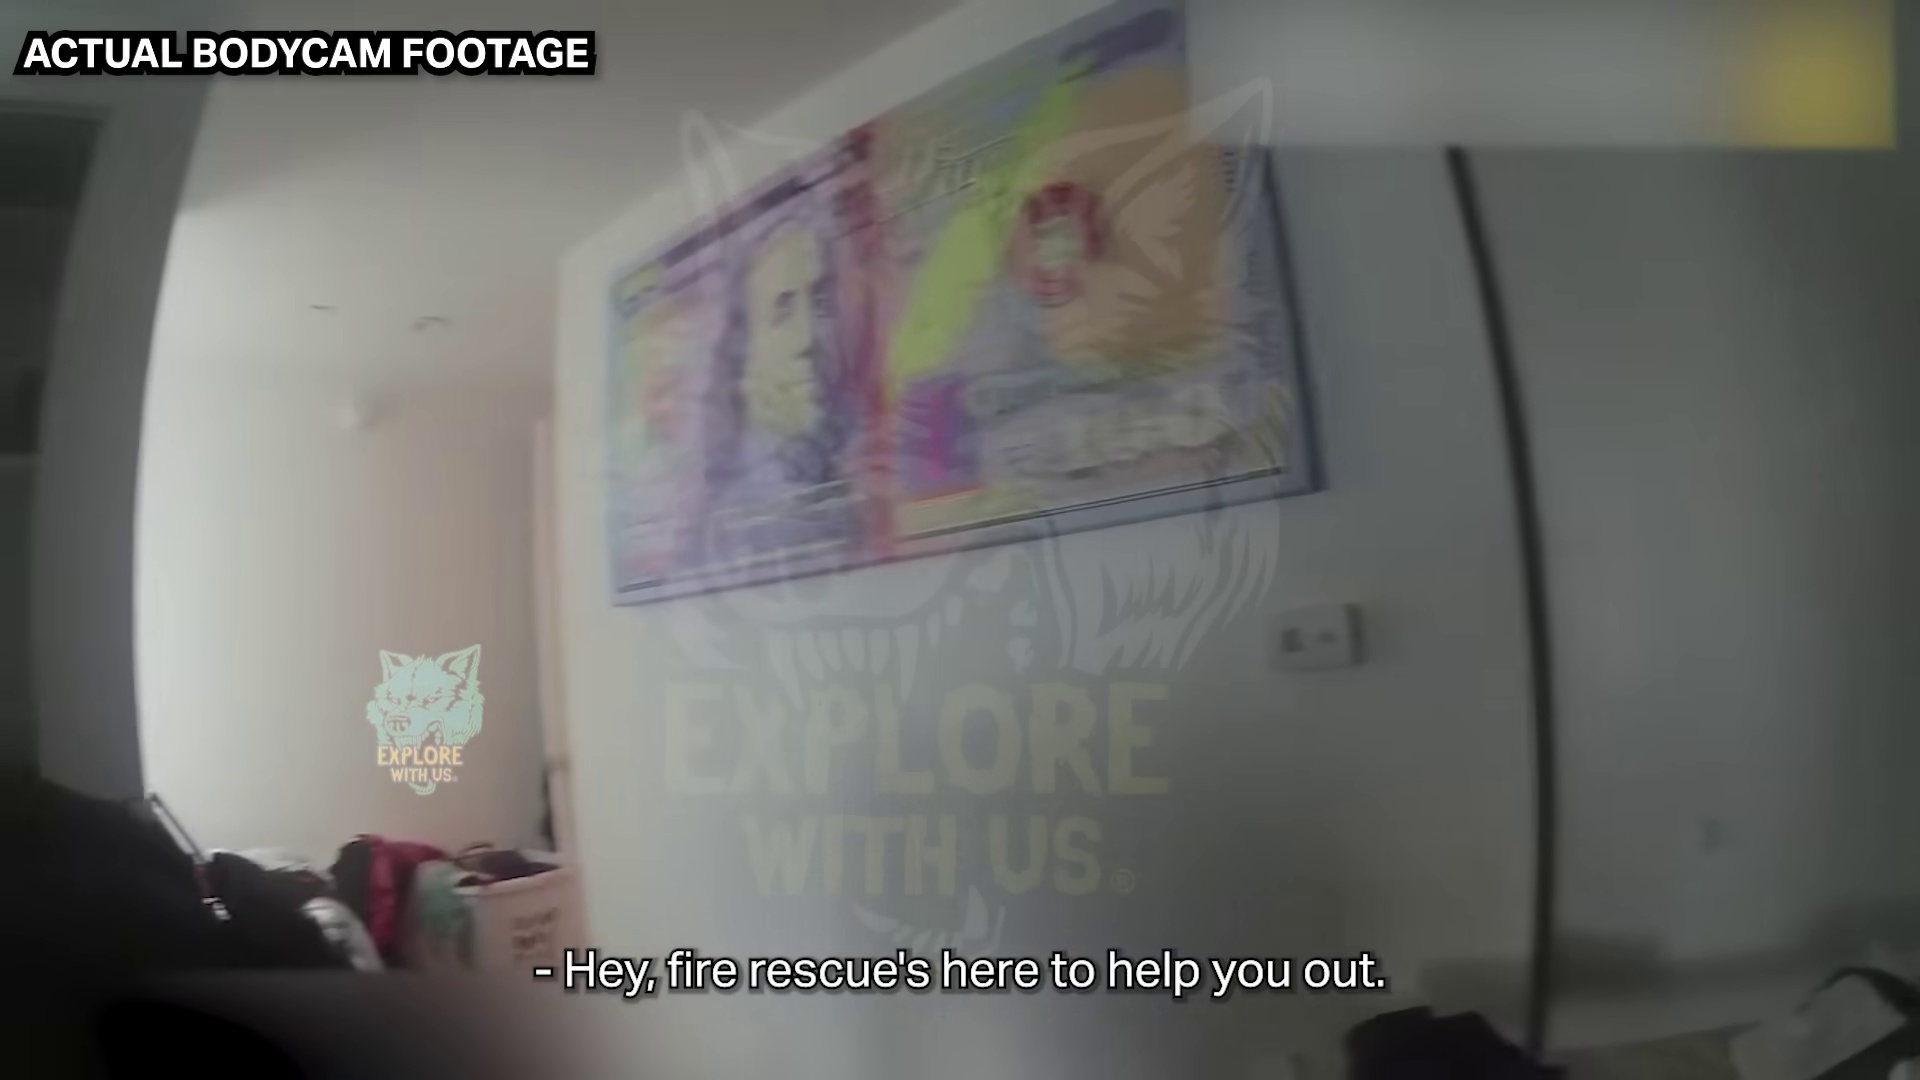 ACTUAL BODYCAM FOOTAGE
EXPLORE
WITH US®
EXPLORE
WITH US®
- Hey, fire rescue's here to help you out.